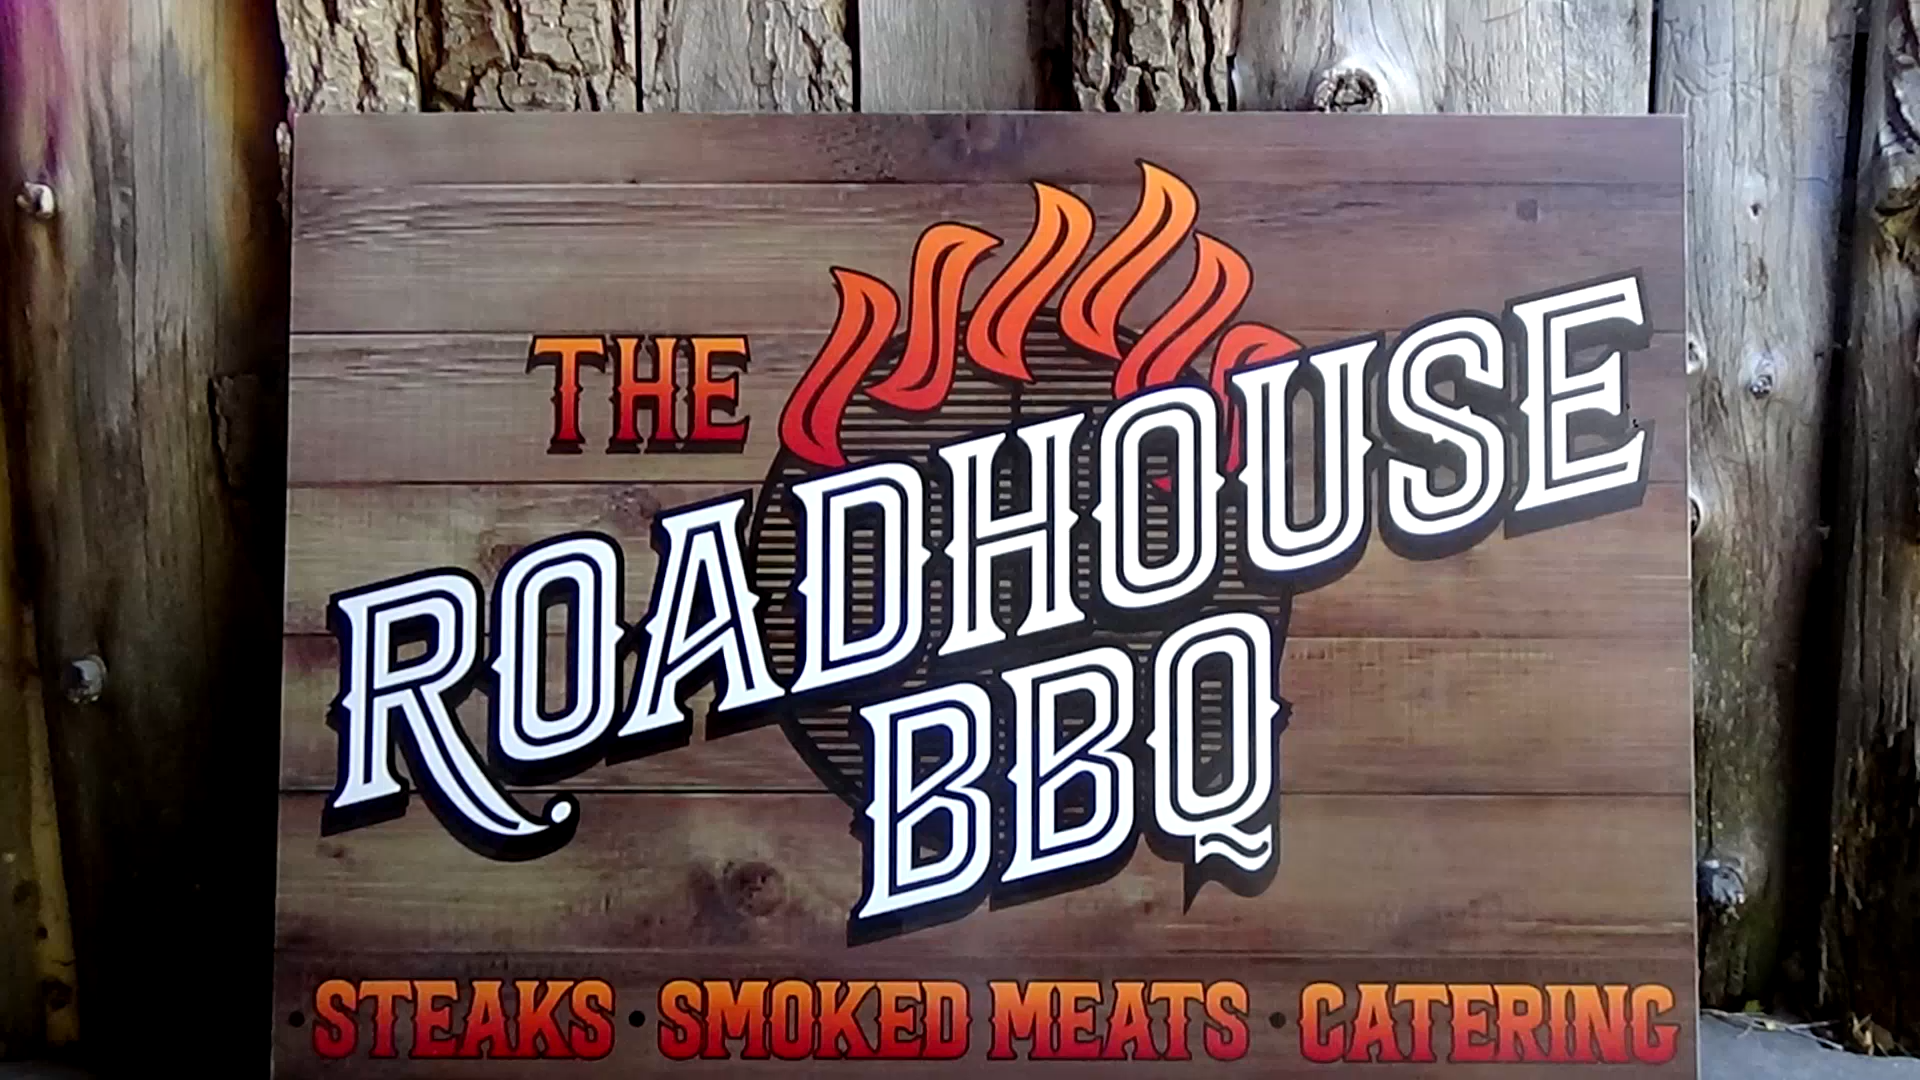 THE
ROADHOUSE
BBQ
• STEAKS • SMOKED MEATS • CATERING